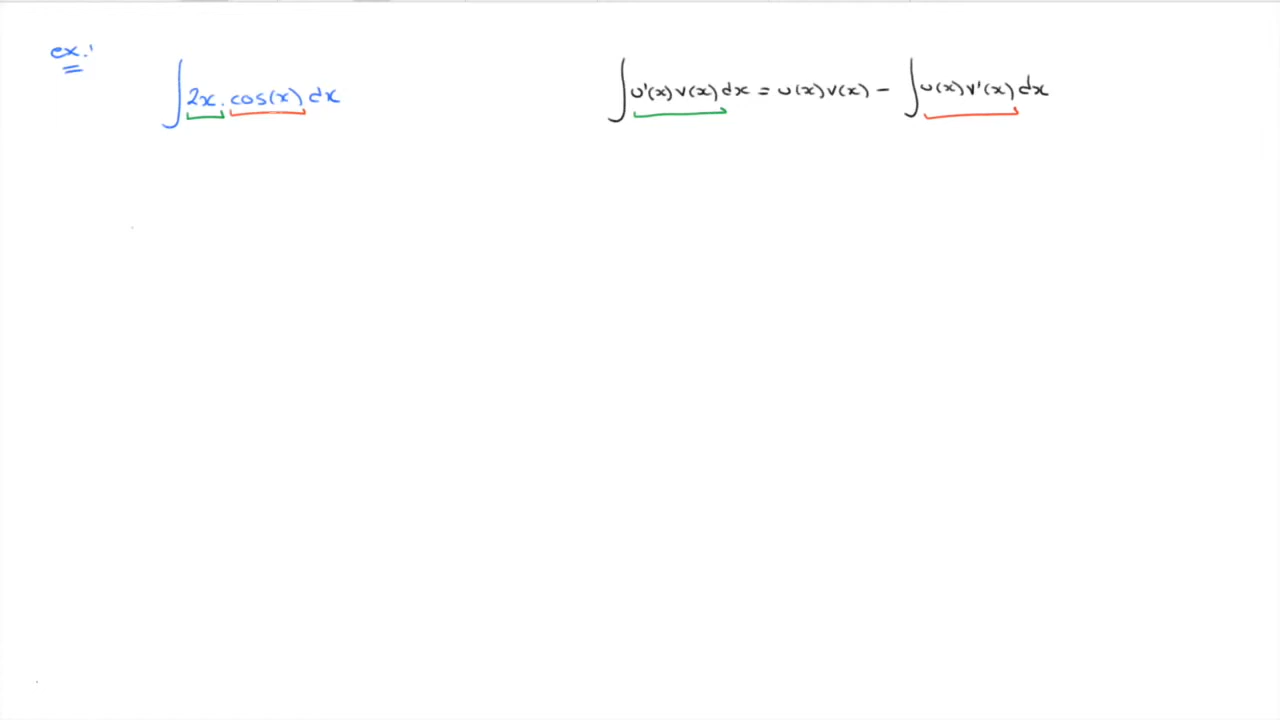 ex.:
∫ 2x . cos(x) dx
∫ u'(x) v(x) dx = u(x) v(x) - ∫ u(x) v'(x) dx